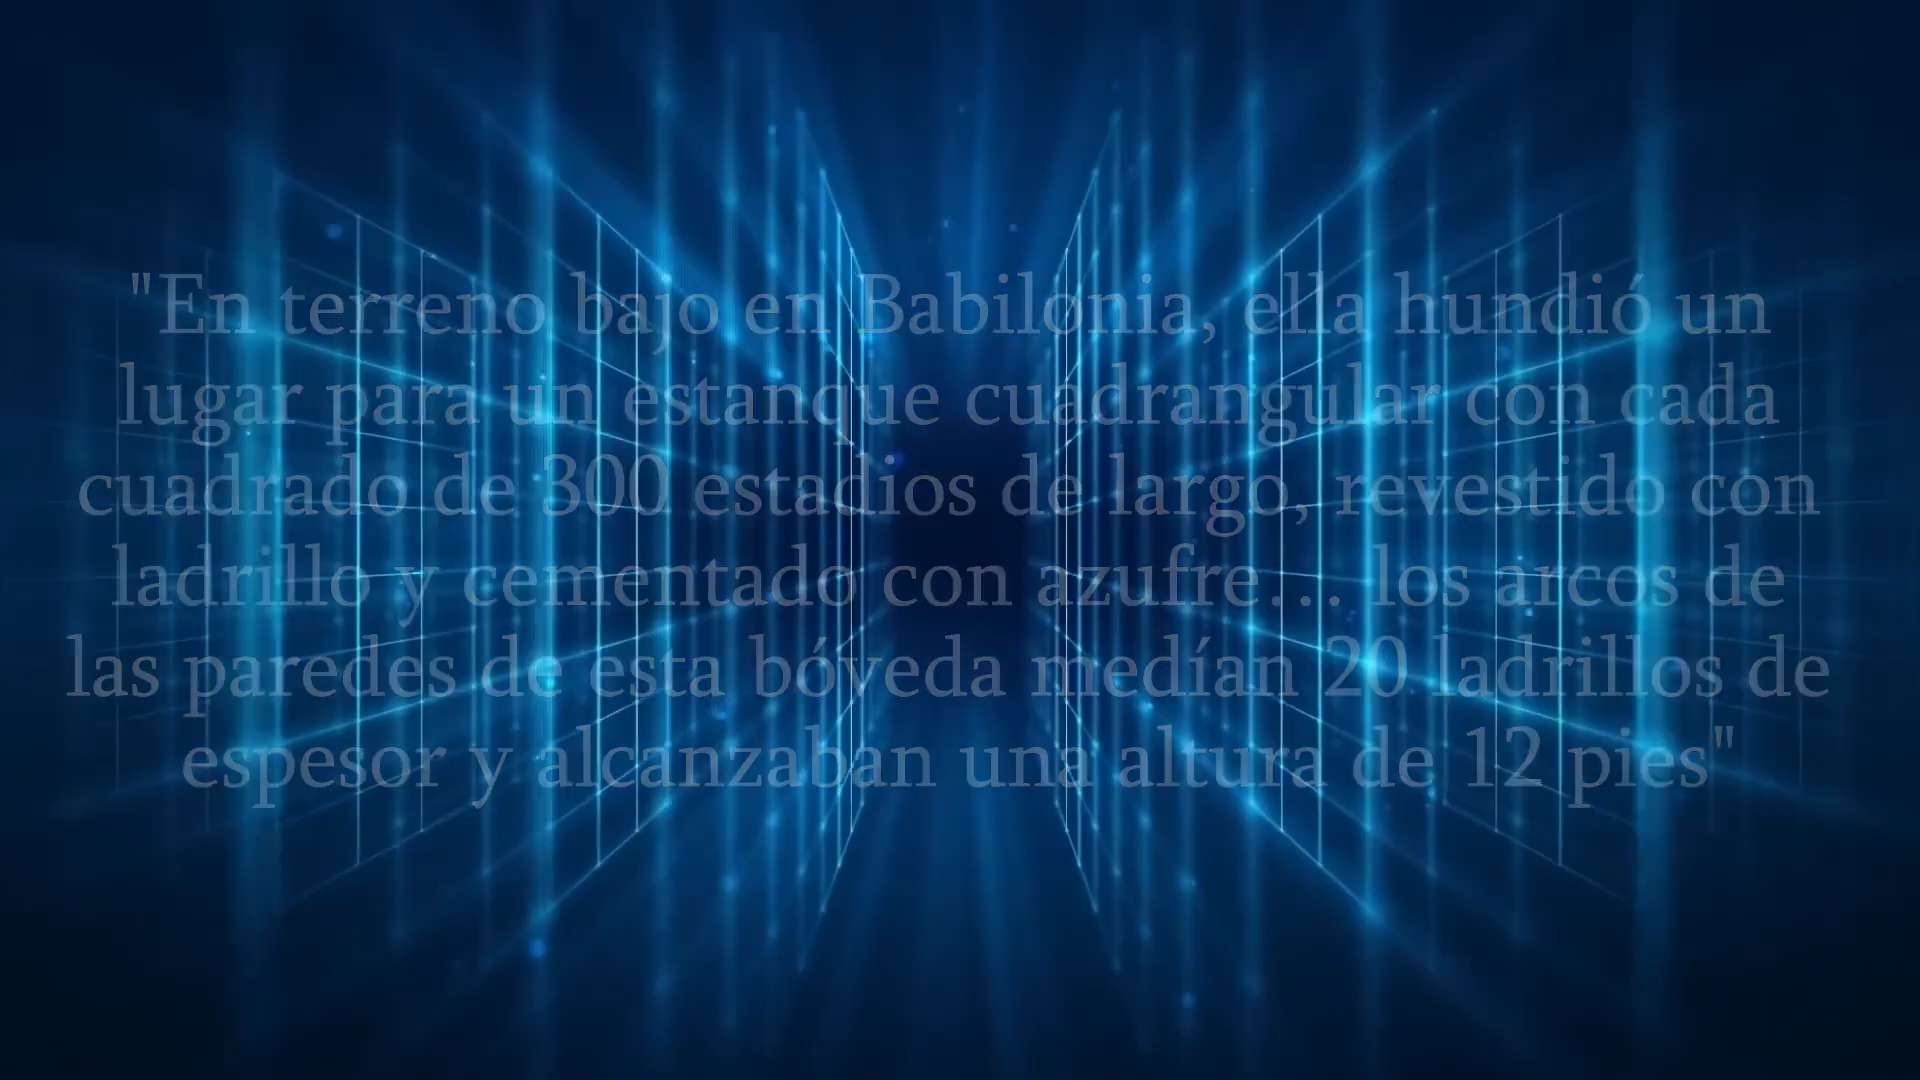 "En terreno bajo en Babilonia, ella hundió un
lugar para un estanque cuadrangular con cada
cuadrado de 300 estadios de largo, revestido con
ladrillo y cementado con azufre… los arcos de
las paredes de esta bóveda medían 20 ladrillos de
espesor y alcanzaban una altura de 12 pies"